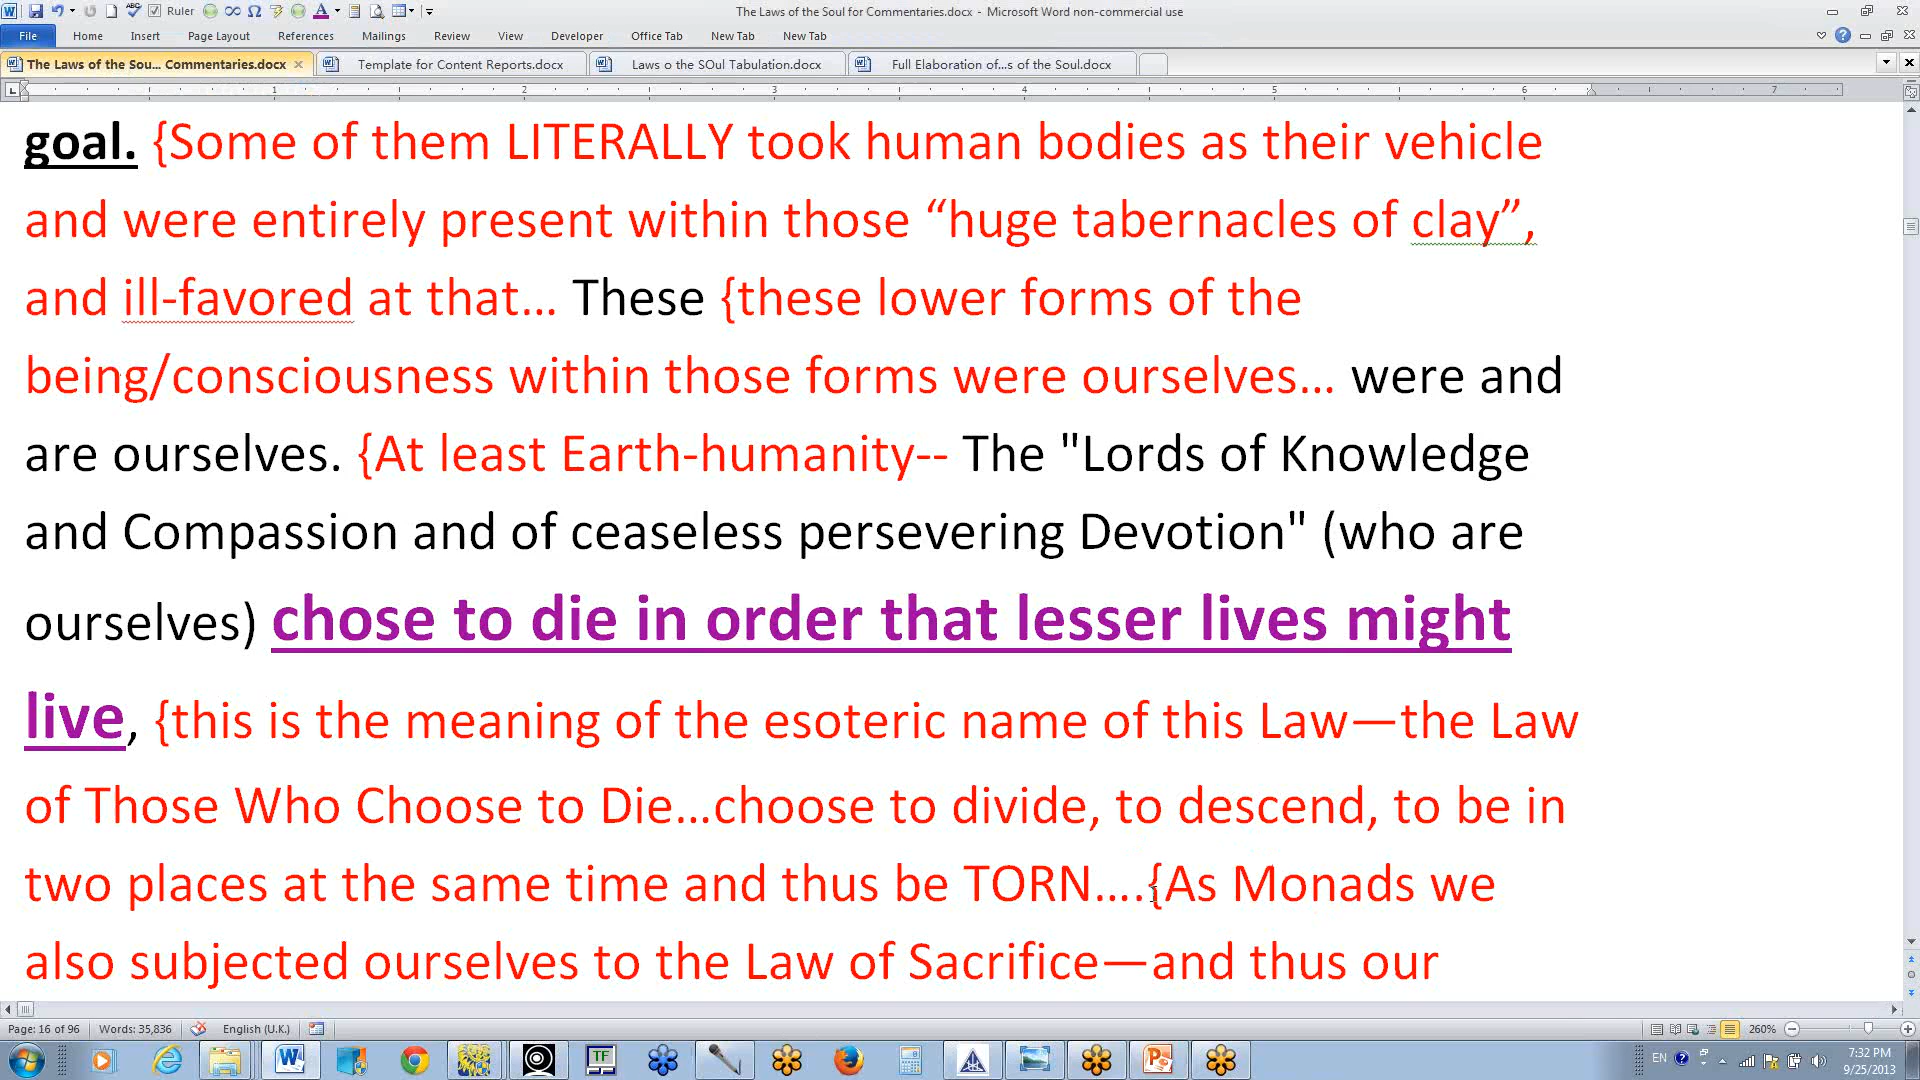 Ruler
The Laws of the Soul for Commentaries.docx - Microsoft Word non-commercial use
File Home Insert Page Layout References Mailings Review View Developer Office Tab New Tab New Tab
The Laws of the Sou... Commentaries.docx Template for Content Reports.docx Laws o the SOul Tabulation.docx Full Elaboration of...s of the Soul.docx
1 2 3 4 5 6 7
goal. {Some of them LITERALLY took human bodies as their vehicle
and were entirely present within those “huge tabernacles of clay”,
and ill-favored at that… These {these lower forms of the
being/consciousness within those forms were ourselves… were and
are ourselves. {At least Earth-humanity-- The "Lords of Knowledge
and Compassion and of ceaseless persevering Devotion" (who are
ourselves) chose to die in order that lesser lives might
live, {this is the meaning of the esoteric name of this Law—the Law
of Those Who Choose to Die…choose to divide, to descend, to be in
two places at the same time and thus be TORN….{As Monads we
also subjected ourselves to the Law of Sacrifice—and thus our
Page: 16 of 96 Words: 35,836 English (U.K.) 260%
TF
EN 7:32 PM
9/25/2013